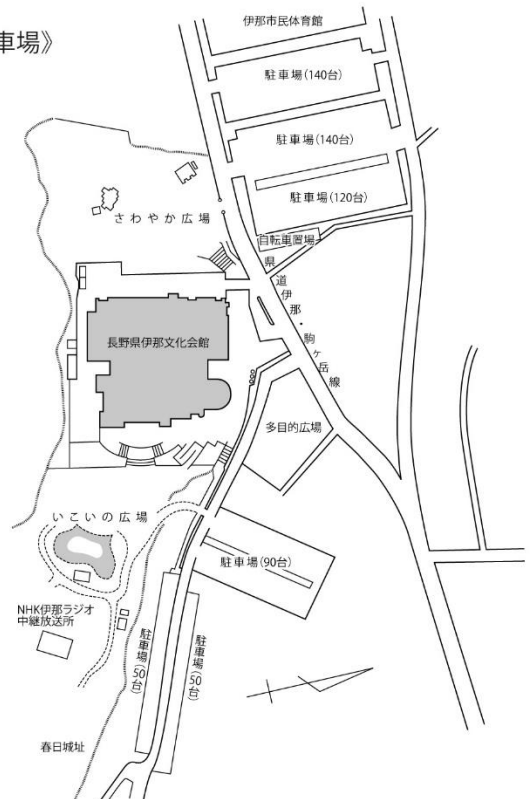 車場》
伊那市民体育館
駐車場(140台)
駐車場(140台)
駐車場(120台)
さわやか広場
自転車置場
県道伊那・駒ヶ岳線
長野県伊那文化会館
多目的広場
いこいの広場
駐車場(90台)
NHK伊那ラジオ
中継放送所
駐車場(50台)
駐車場(50台)
春日城址